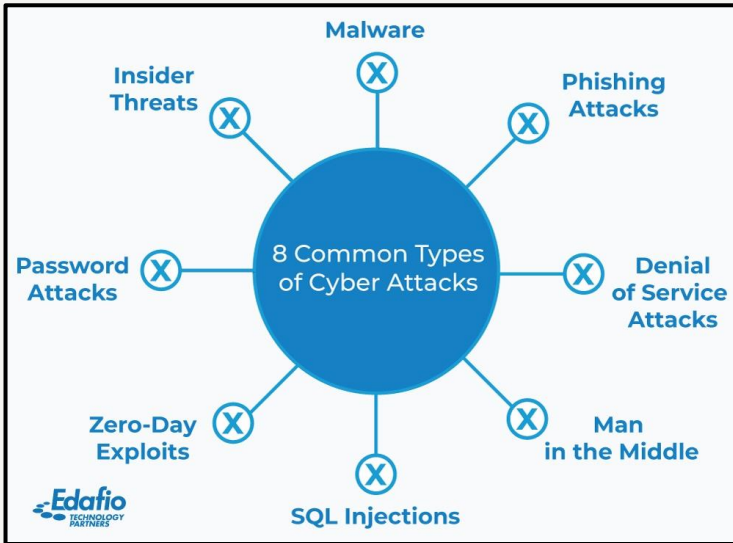 Malware
X
Phishing
Attacks
X
Denial
of Service
Attacks
X
Man
in the Middle
X
SQL Injections
X
Zero-Day
Exploits
X
Password
Attacks
X
Insider
Threats
X
8 Common Types
of Cyber Attacks
Edafio
TECHNOLOGY
PARTNERS